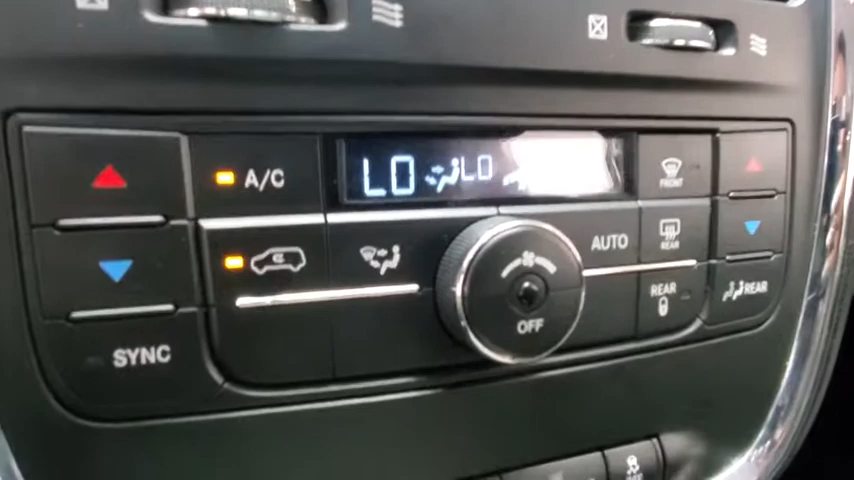 A/C
LO
LO
FRONT
AUTO
REAR
REAR
REAR
OFF
SYNC